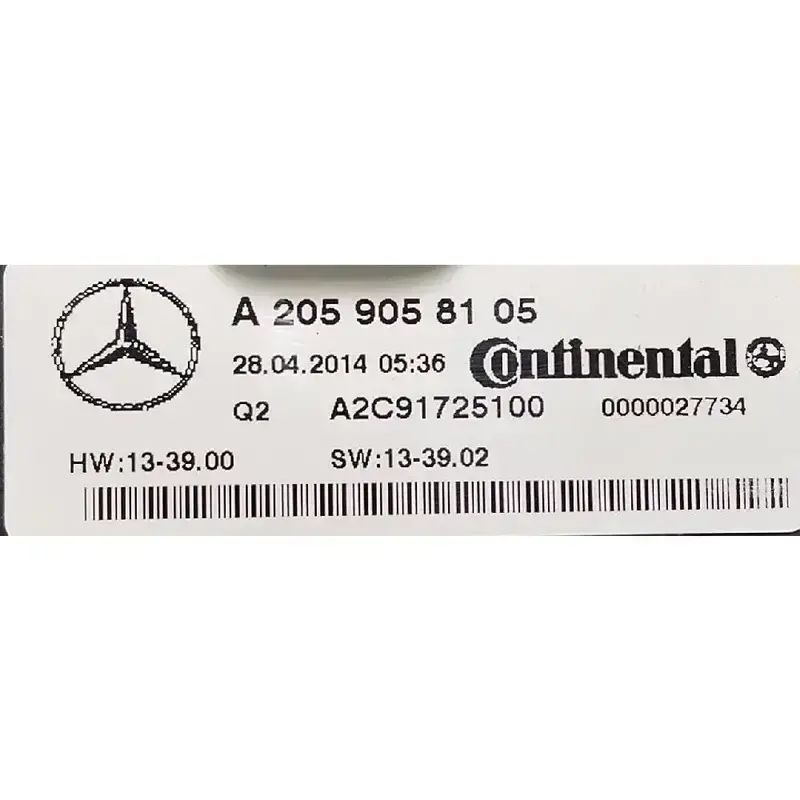 A 205 905 81 05
28.04.2014 05:36 Continental
Q2 A2C91725100 0000027734
HW:13-39.00 SW:13-39.02